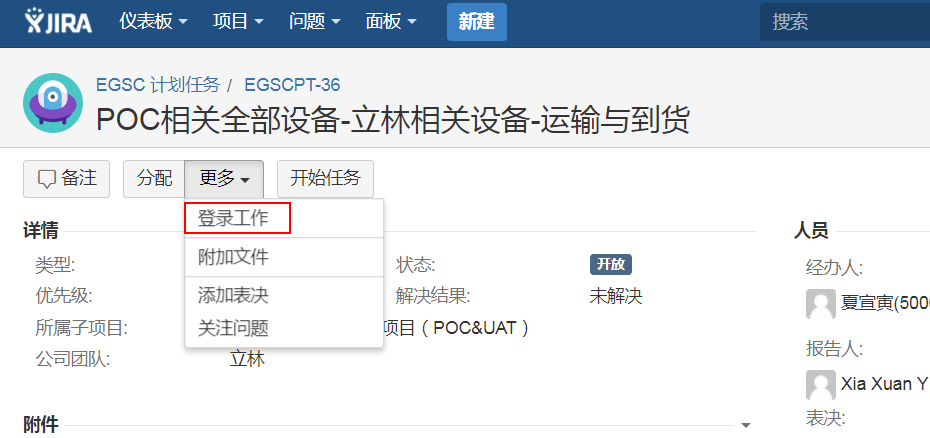 JIRA 仪表板 项目 问题 面板 新建 搜索
EGSC 计划任务 / EGSCPT-36
POC相关全部设备-立林相关设备-运输与到货
备注 分配 更多 开始任务
登录工作
附加文件
添加表决
关注问题
详情
类型:
状态: 开放
优先级:
解决结果: 未解决
所属子项目: 项目（POC&UAT）
公司团队: 立林
附件
人员
经办人:
夏宣寅(500
报告人:
Xia Xuan Y
表决: